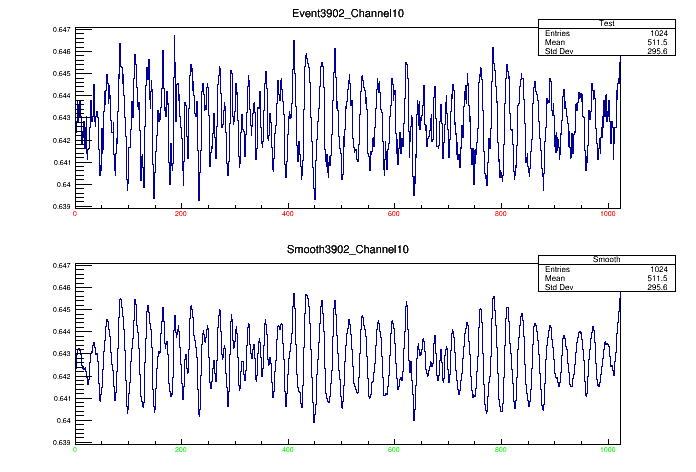 Event3902_Channel10
Test
Entries 1024
Mean 511.5
Std Dev 295.6
0.647
0.646
0.645
0.644
0.643
0.642
0.641
0.64
0.639
0 200 400 600 800 1000
Smooth3902_Channel10
Smooth
Entries 1024
Mean 511.5
Std Dev 295.6
0.647
0.646
0.645
0.644
0.643
0.642
0.641
0.64
0.639
0 200 400 600 800 1000